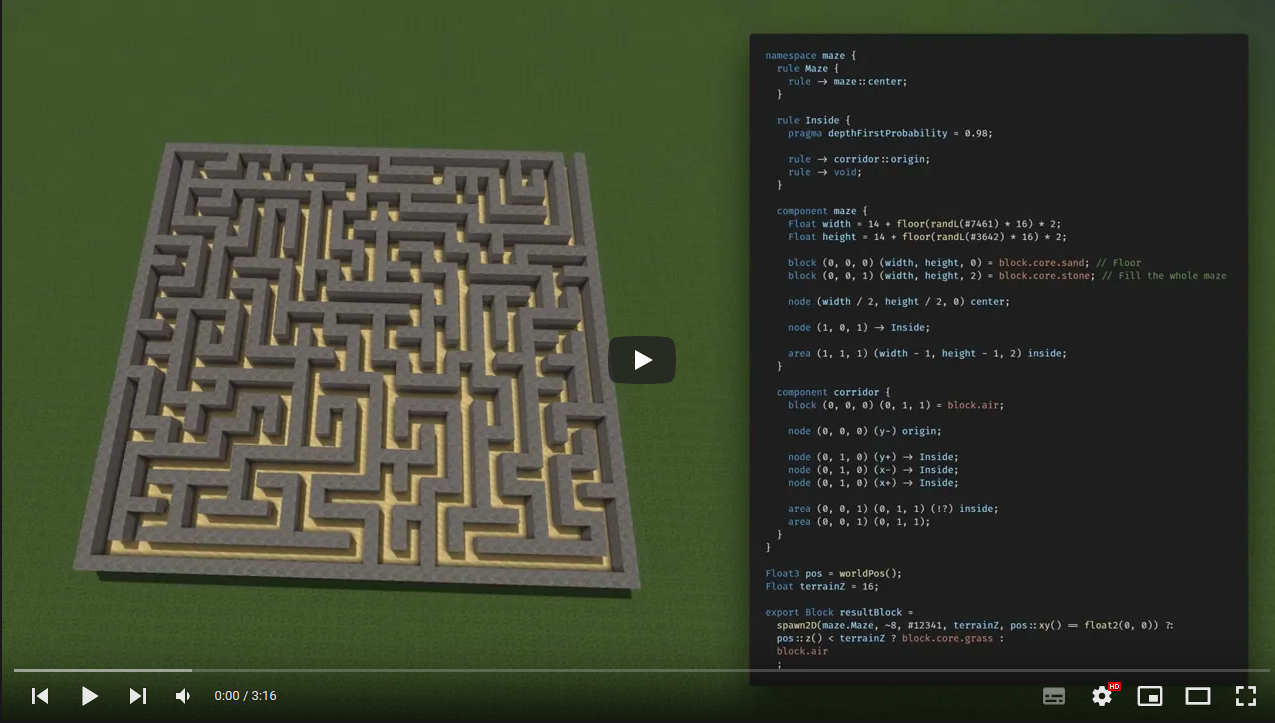 namespace maze {
rule Maze {
rule → maze::center;
}
rule Inside {
pragma depthFirstProbability = 0.98;
rule → corridor::origin;
rule → void;
}
component maze {
Float width = 14 + floor(randL(#7461) * 16) * 2;
Float height = 14 + floor(randL(#3642) * 16) * 2;
block (0, 0, 0) (width, height, 0) = block.core.sand; // Floor
block (0, 0, 1) (width, height, 2) = block.core.stone; // Fill the whole maze
node (width / 2, height / 2, 0) center;
node (1, 0, 1) → Inside;
area (1, 1, 1) (width - 1, height - 1, 2) inside;
}
component corridor {
block (0, 0, 0) (0, 1, 1) = block.air;
node (0, 0, 0) (y-) origin;
node (0, 1, 0) (y+) → Inside;
node (0, 1, 0) (x-) → Inside;
node (0, 1, 0) (x+) → Inside;
area (0, 0, 1) (0, 1, 1) (!?) inside;
area (0, 0, 1) (0, 1, 1);
}
}
Float3 pos = worldPos();
Float terrainZ = 16;
export Block resultBlock =
spawn2D(maze.Maze, ~8, #12341, terrainZ, pos::xy() == float2(0, 0)) ?:
pos::z() < terrainZ ? block.core.grass :
block.air
;
0:00 / 3:16
HD